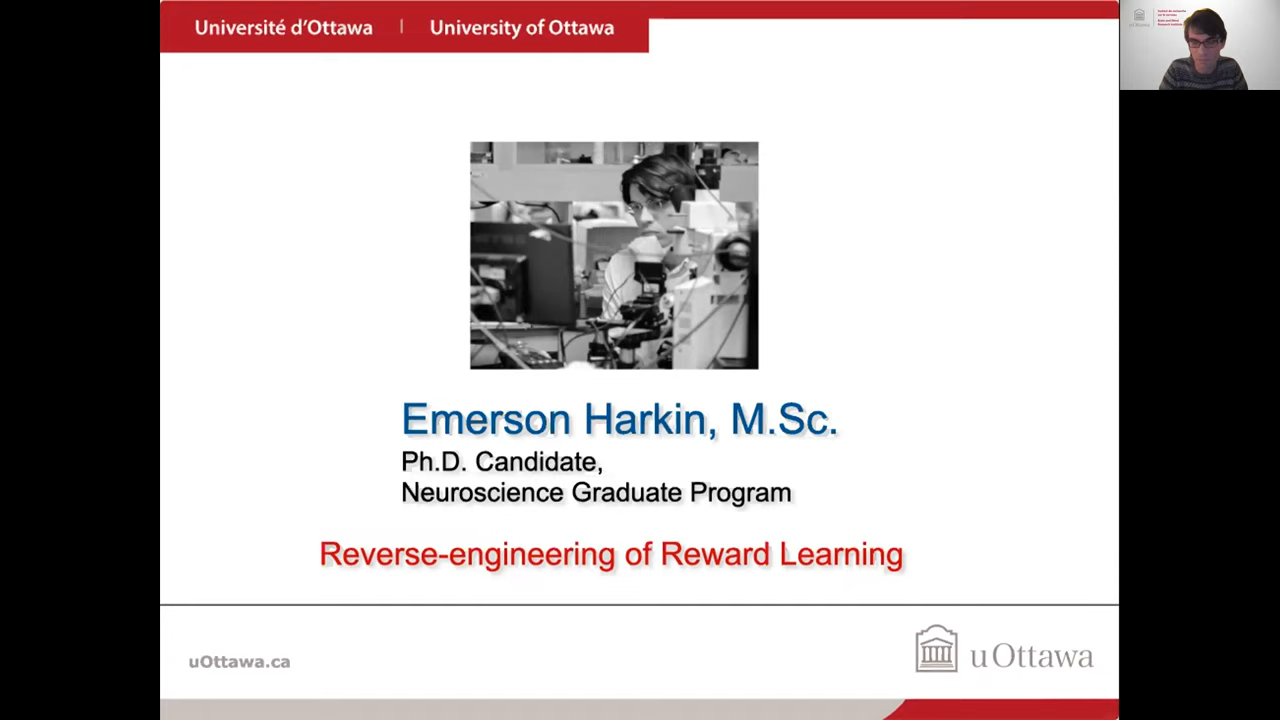 Université d'Ottawa | University of Ottawa
Emerson Harkin, M.Sc.
Ph.D. Candidate,
Neuroscience Graduate Program
Reverse-engineering of Reward Learning
uOttawa.ca
uOttawa